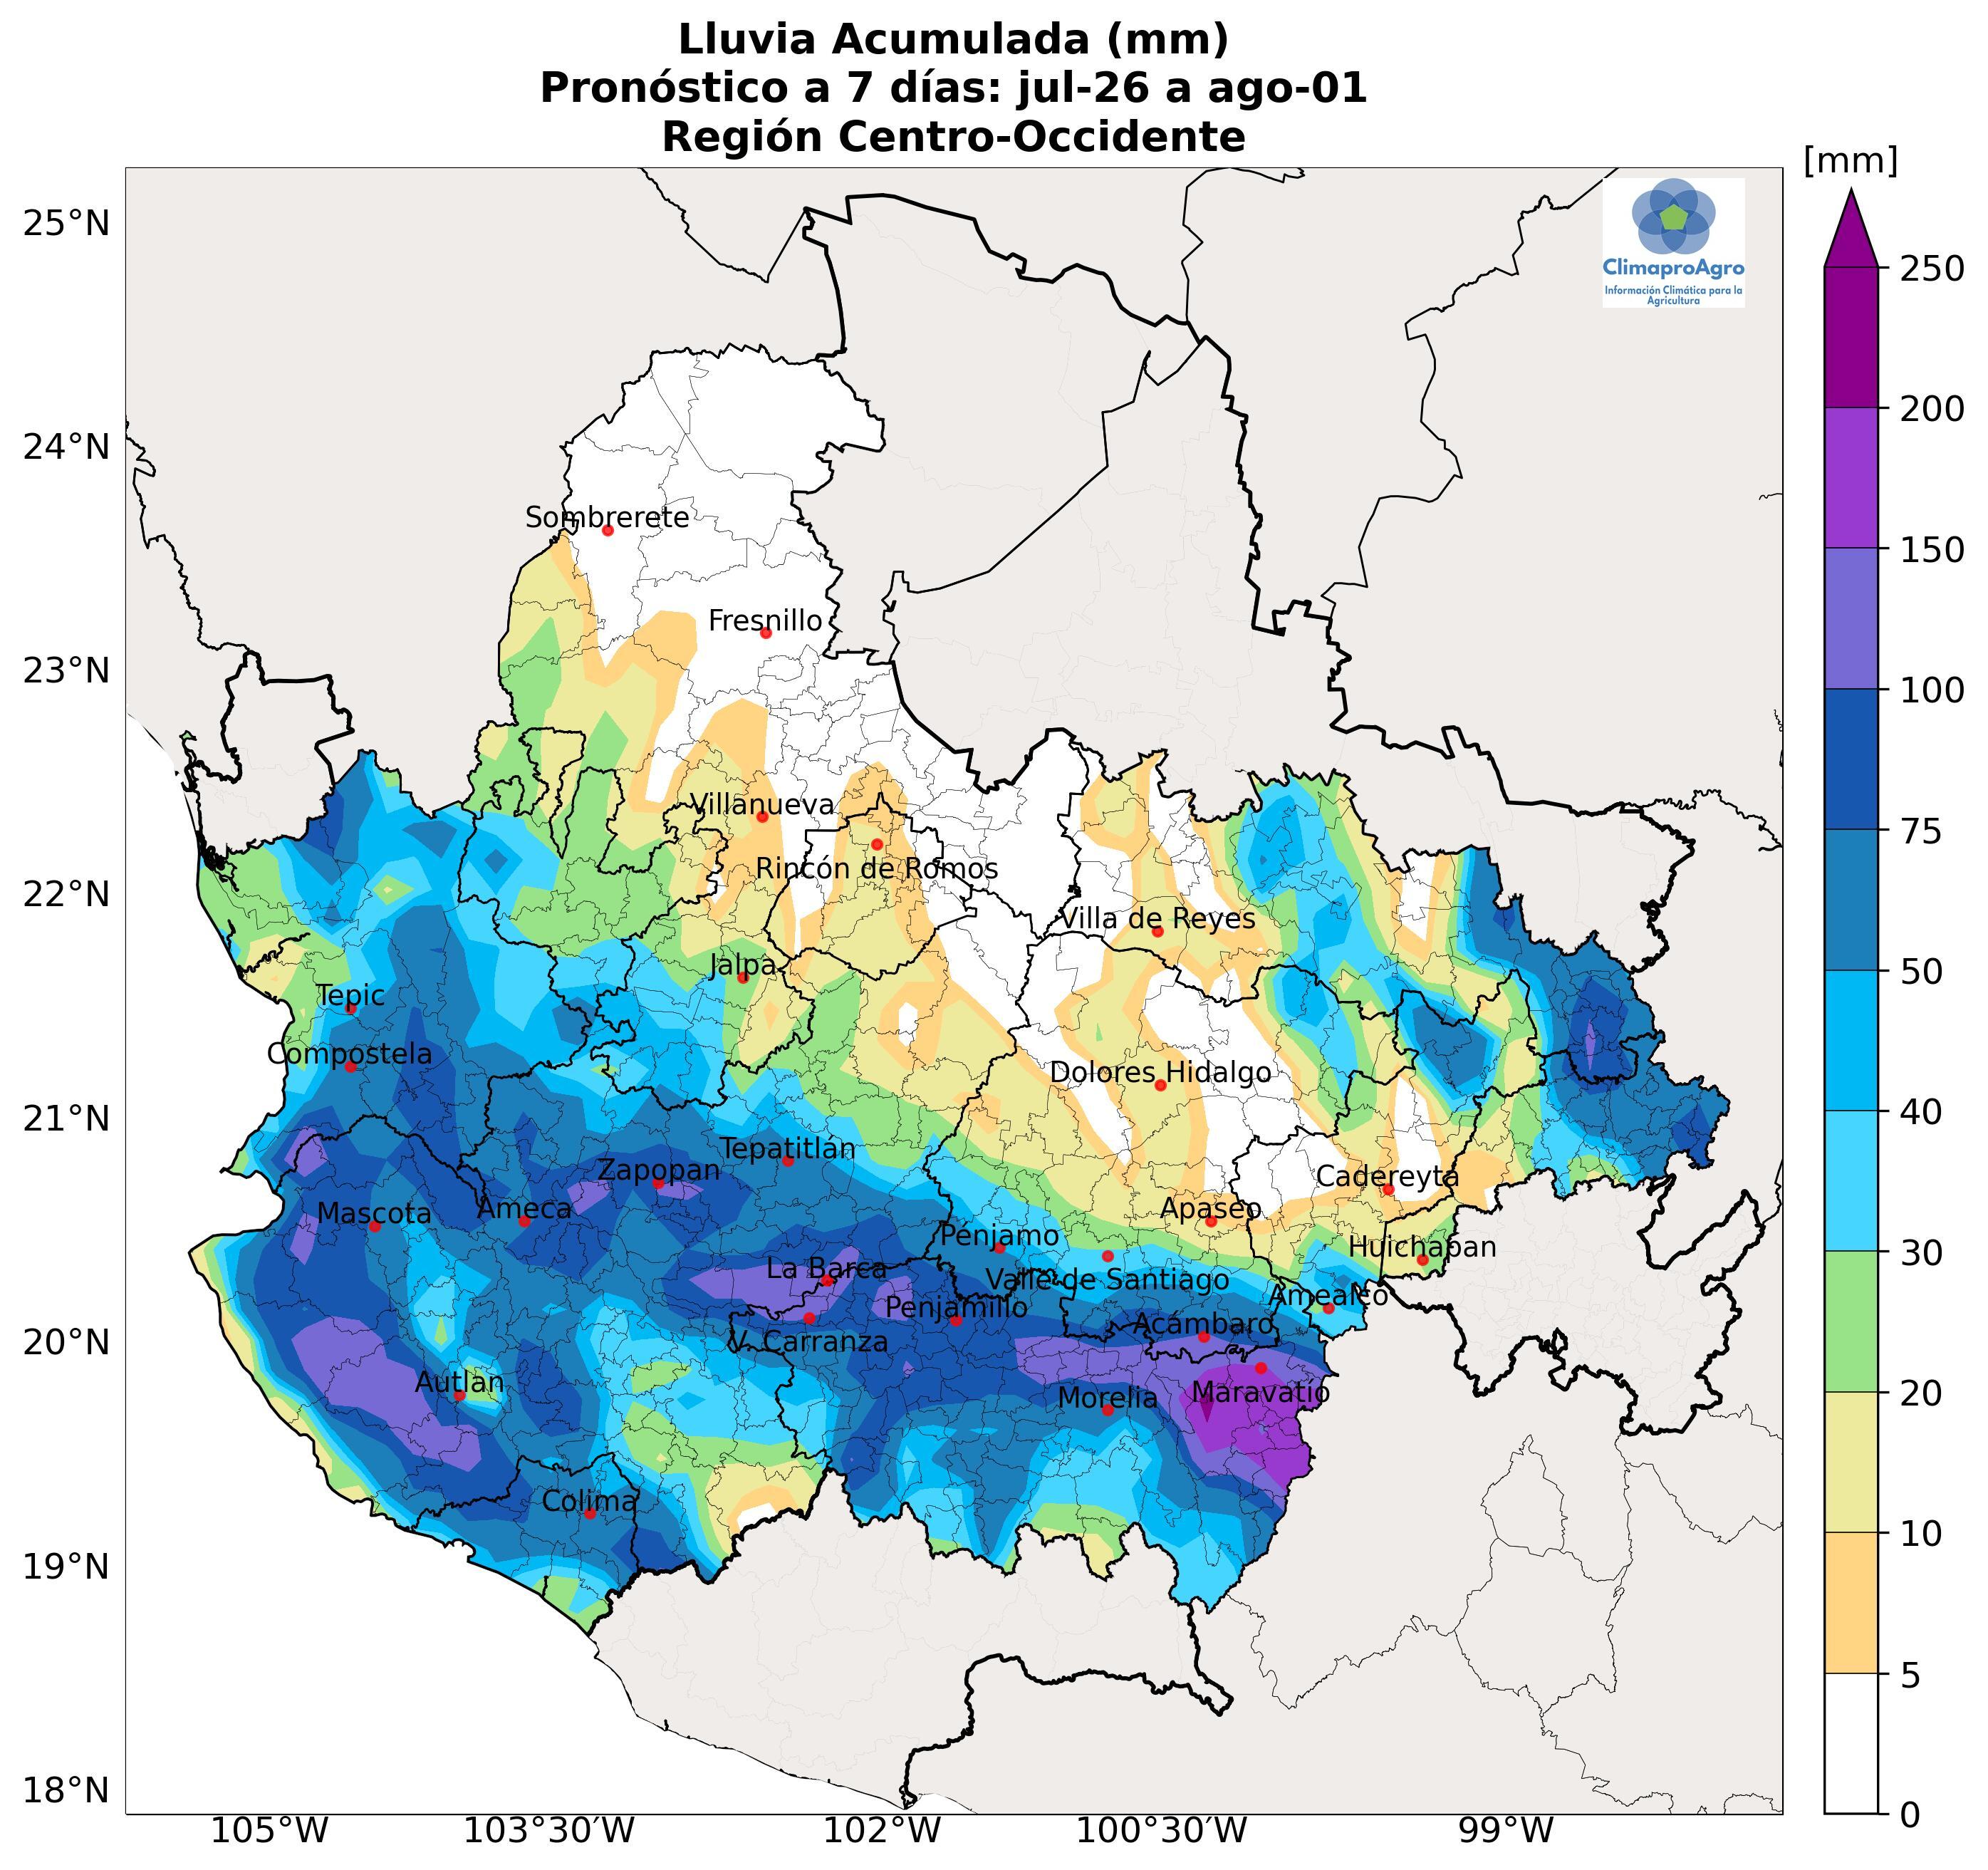 Lluvia Acumulada (mm)
Pronóstico a 7 días: jul-26 a ago-01
Región Centro-Occidente
[mm]
25°N
24°N
23°N
22°N
21°N
20°N
19°N
18°N
ClimaproAgro
Información Climática para la
Agricultura
250
200
150
100
75
50
40
30
20
10
5
0
Sombrerete
Fresnillo
Villanueva
Rincón de Romos
Villa de Reyes
Jalpa
Tepic
Compostela
Dolores Hidalgo
Tepatitlán
Zapopan
Cadereyta
Ameca
Mascota
Apaseo
Pénjamo
Huichapan
La Barca
Valle de Santiago
Amealco
Penjamillo
Acámbaro
V. Carranza
Autlan
Morelia
Maravatío
Colima
105°W
103°30'W
102°W
100°30'W
99°W